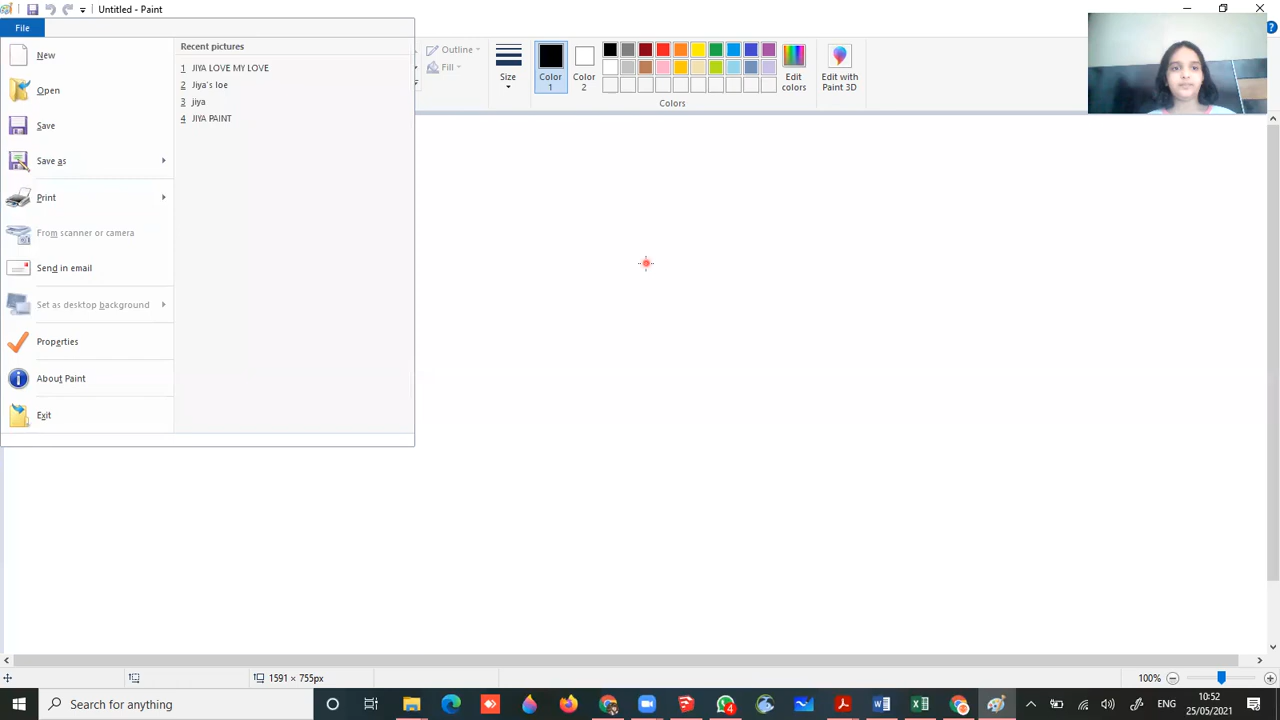 Untitled - Paint
File
New
Open
Save
Save as
Print
From scanner or camera
Send in email
Set as desktop background
Properties
About Paint
Exit
Recent pictures
1 JIYA LOVE MY LOVE
2 Jiya's loe
3 jiya
4 JIYA PAINT
Outline
Fill
Size
Color
1
Color
2
Edit
colors
Edit with
Paint 3D
Colors
1591 × 755px
100%
Search for anything
4
ENG
10:52
25/05/2021